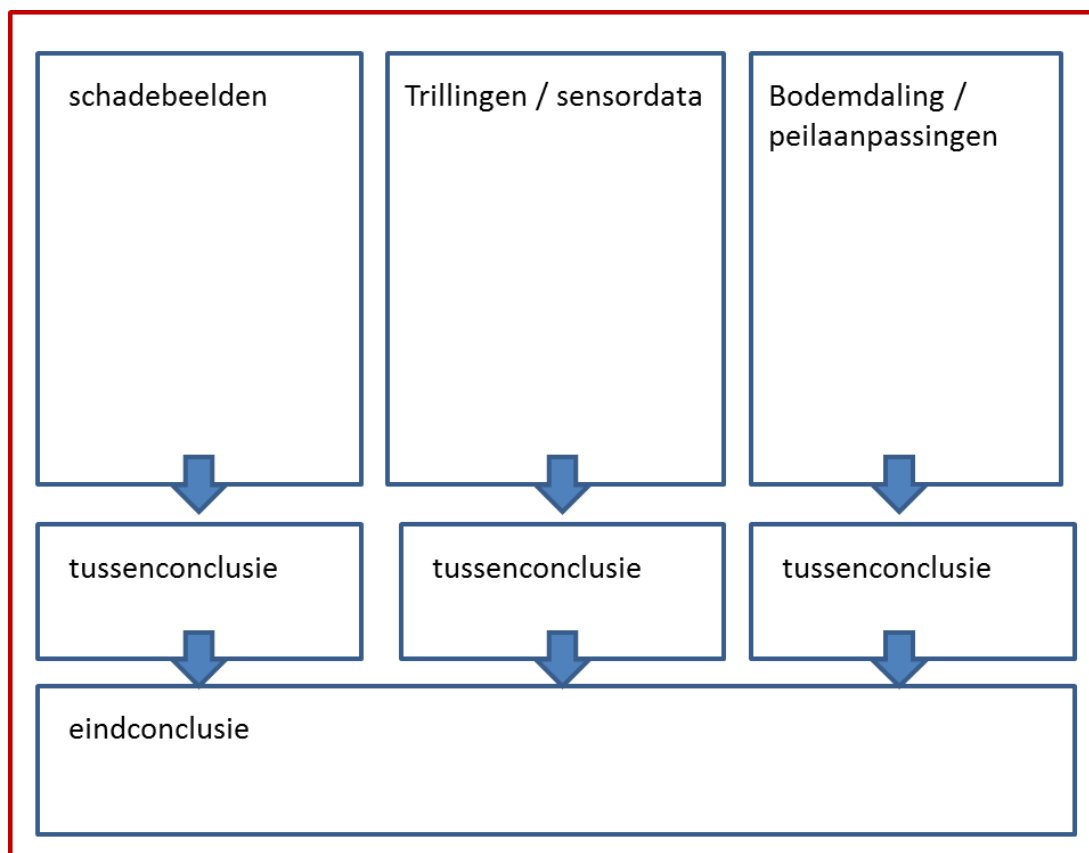 schadebeelden
Trillingen / sensordata
Bodemdaling /
peilaanpassingen
tussenconclusie
tussenconclusie
tussenconclusie
eindconclusie